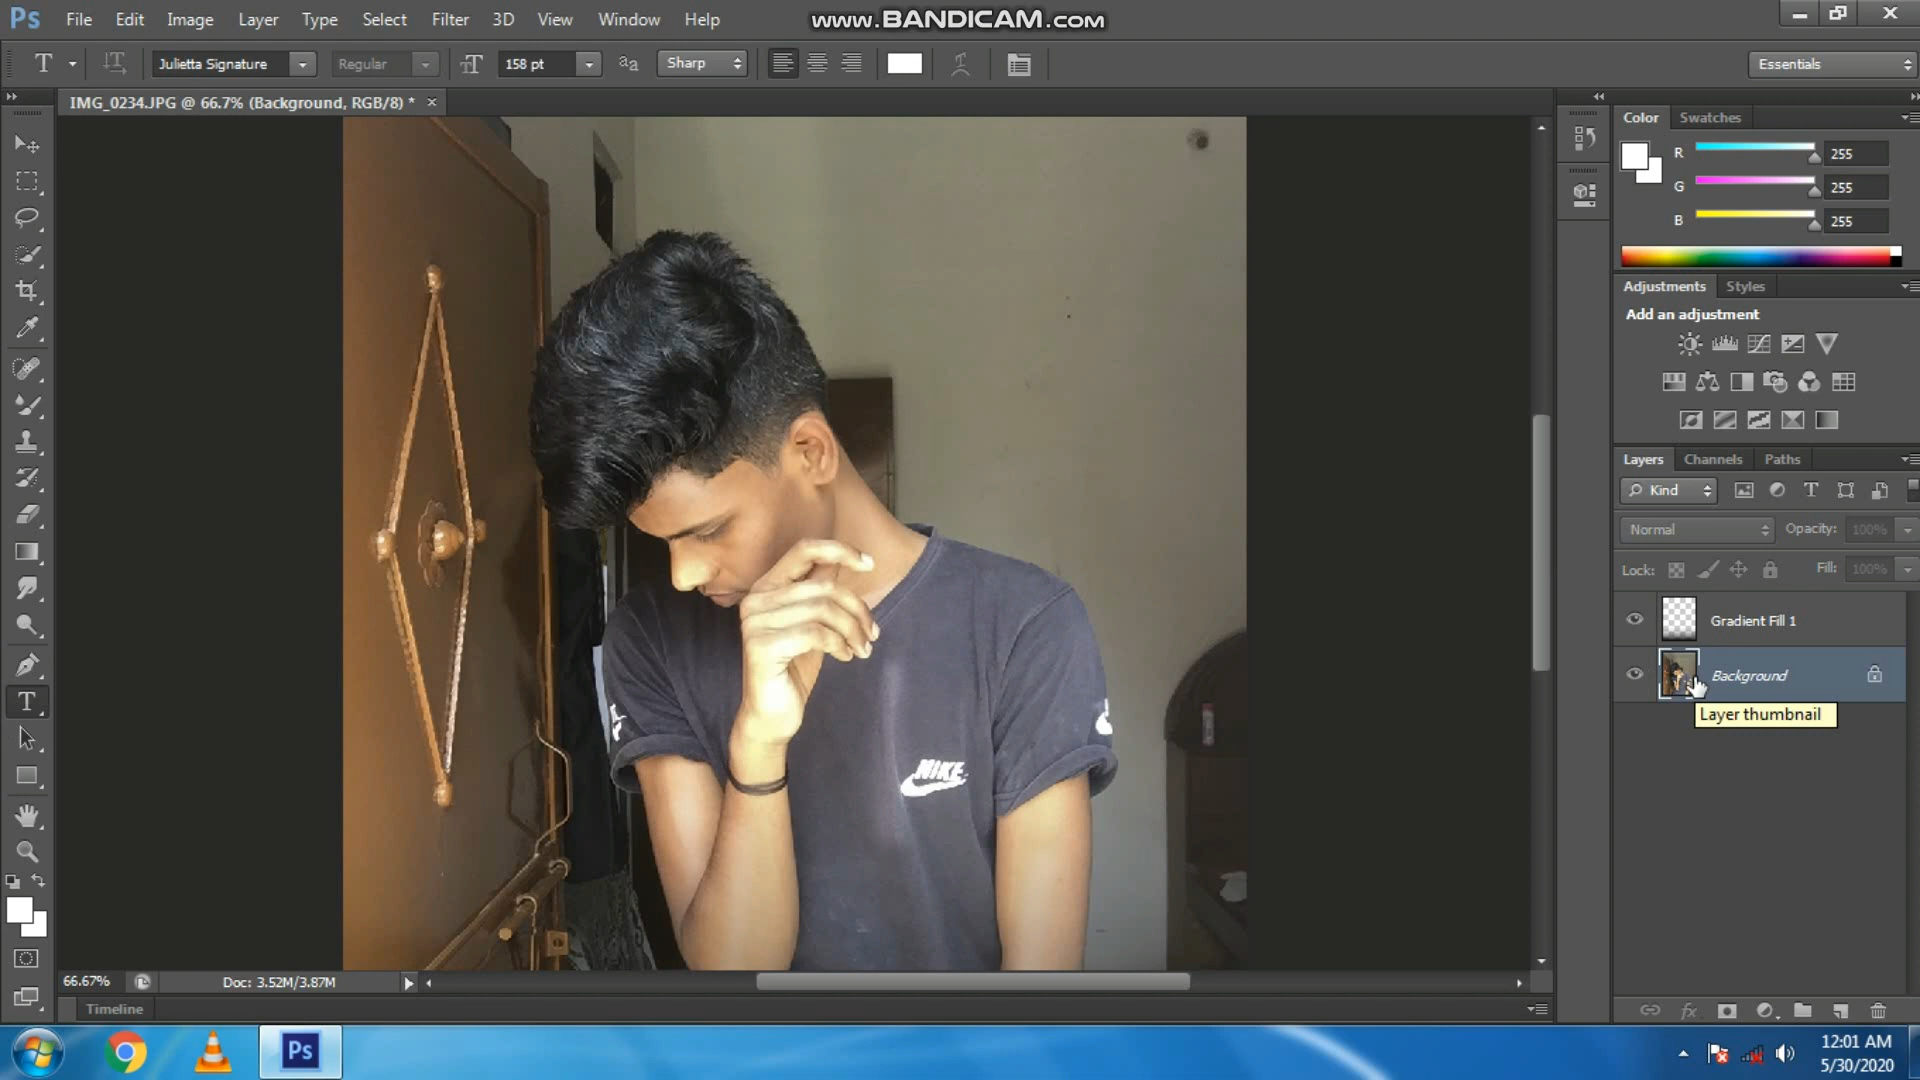 Ps File Edit Image Layer Type Select Filter 3D View Window Help
www.BANDICAM.com
T Julietta Signature Regular 158 pt Sharp Essentials
IMG_0234.JPG @ 66.7% (Background, RGB/8) *
Color Swatches
R 255
G 255
B 255
Adjustments Styles
Add an adjustment
Layers Channels Paths
Kind
Normal Opacity: 100%
Lock: Fill: 100%
Gradient Fill 1
Background
Layer thumbnail
NIKE
66.67% Doc: 3.52M/3.87M
Timeline
Ps
12:01 AM
5/30/2020